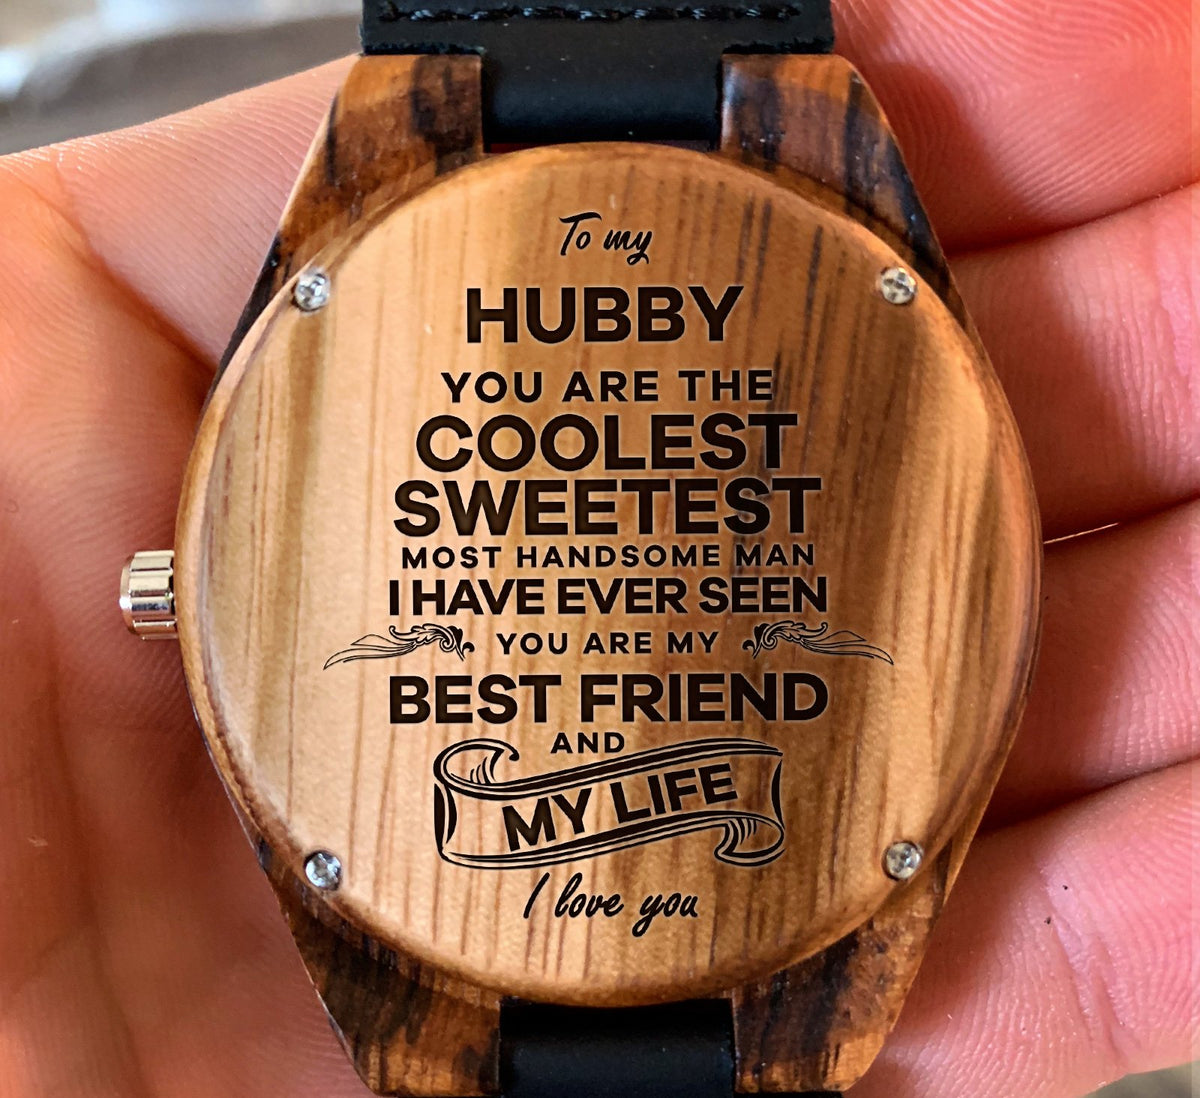 To my
HUBBY
YOU ARE THE
COOLEST
SWEETEST
MOST HANDSOME MAN
I HAVE EVER SEEN
YOU ARE MY
BEST FRIEND
AND
MY LIFE
I love you